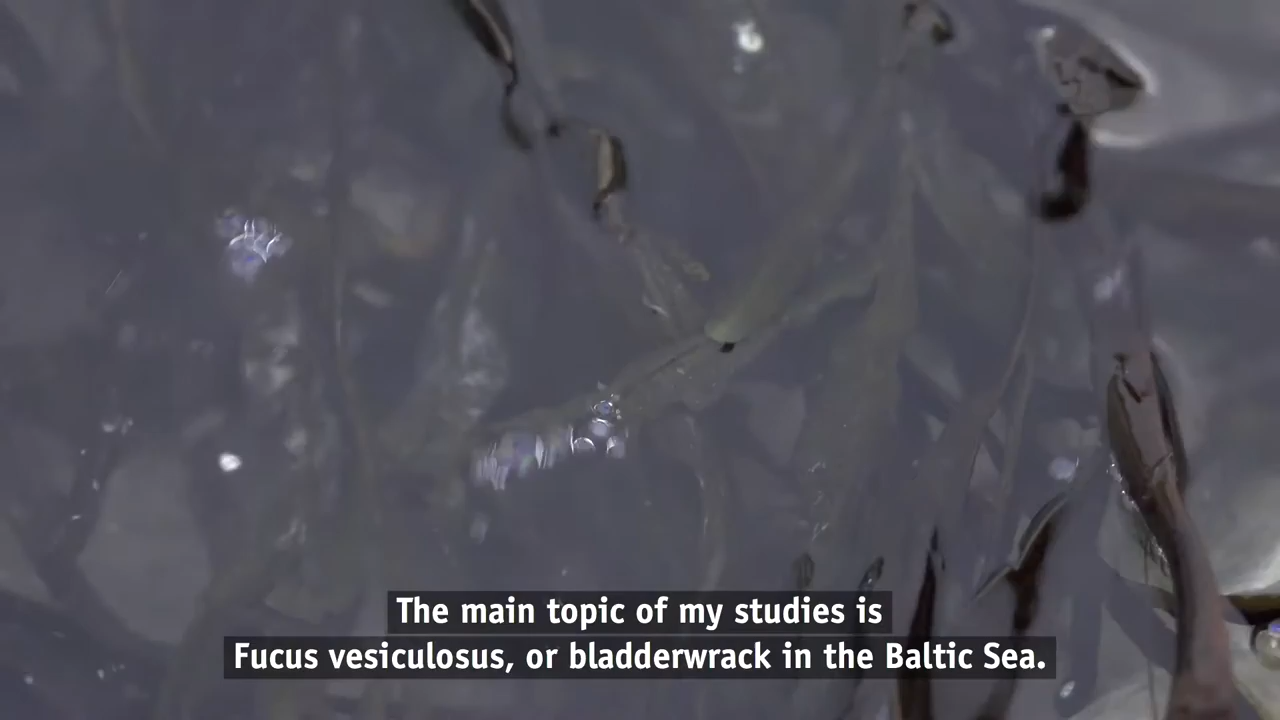 The main topic of my studies is
Fucus vesiculosus, or bladderwrack in the Baltic Sea.